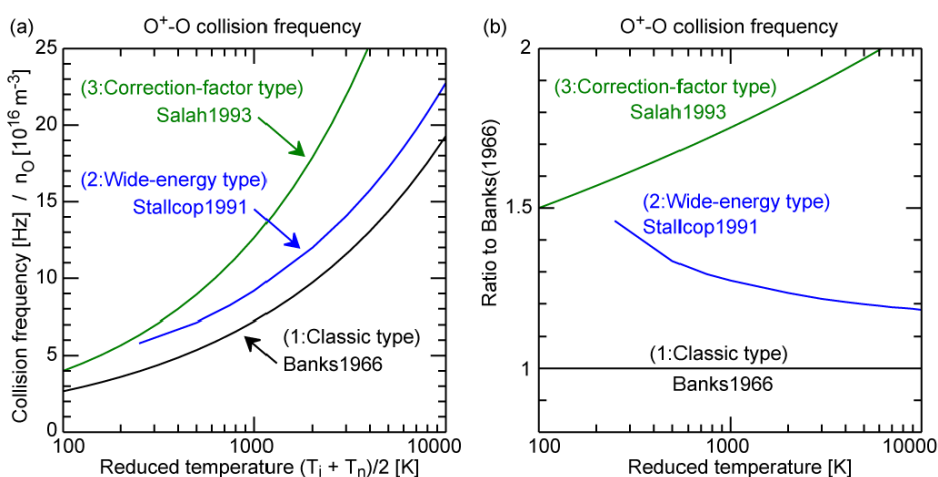 (a)
O⁺-O collision frequency
25
20
15
10
5
0
Collision frequency [Hz] / nO [10¹⁶ m⁻³]
(3:Correction-factor type)
Salah1993
(2:Wide-energy type)
Stallcop1991
(1:Classic type)
Banks1966
100
1000
10000
Reduced temperature (Ti + Tn)/2 [K]
(b)
O⁺-O collision frequency
2
1.5
1
Ratio to Banks(1966)
(3:Correction-factor type)
Salah1993
(2:Wide-energy type)
Stallcop1991
(1:Classic type)
Banks1966
100
1000
10000
Reduced temperature [K]